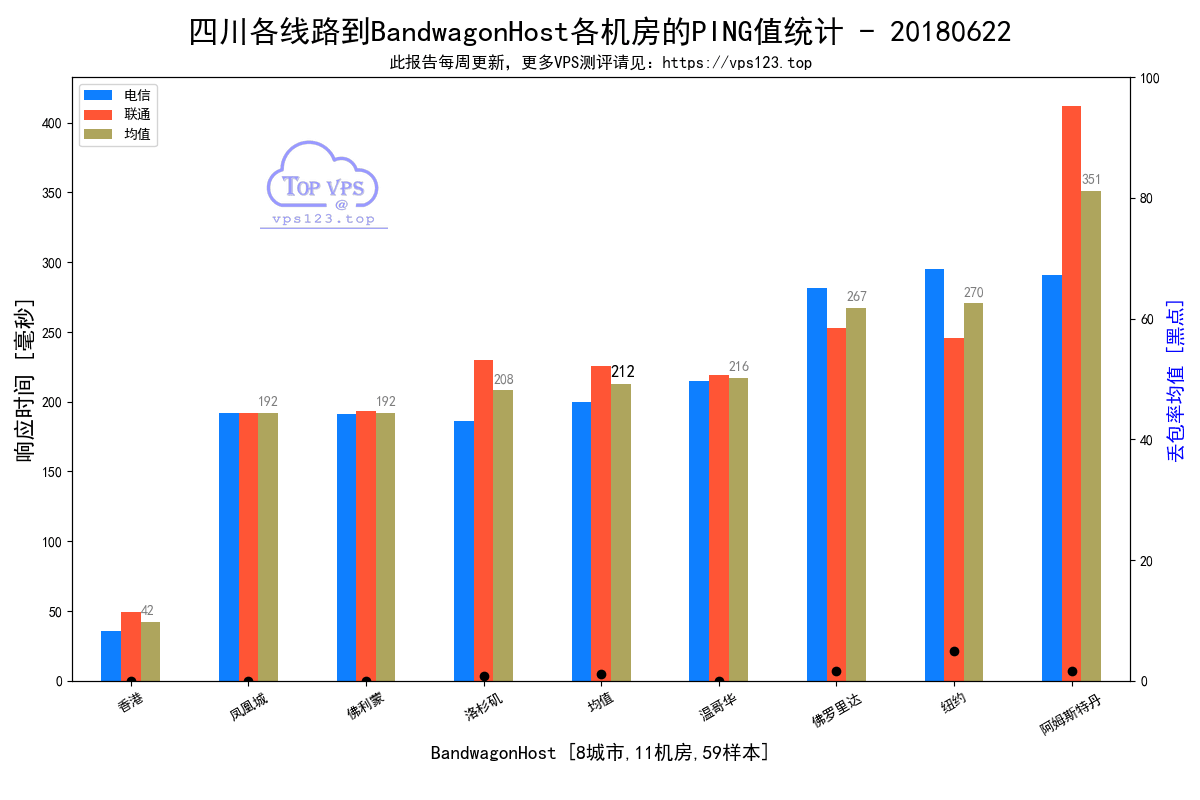 四川各线路到BandwagonHost各机房的PING值统计 - 20180622
此报告每周更新，更多VPS测评请见：https://vps123.top
电信
联通
均值
TOP VPS
@
vps123.top
响应时间 [毫秒]
400
350
300
250
200
150
100
50
0
42
192
192
208
212
216
267
270
351
100
80
60
40
20
0
丢包率均值 [黑点]
香港
凤凰城
佛利蒙
洛杉矶
均值
温哥华
佛罗里达
纽约
阿姆斯特丹
BandwagonHost [8城市,11机房,59样本]